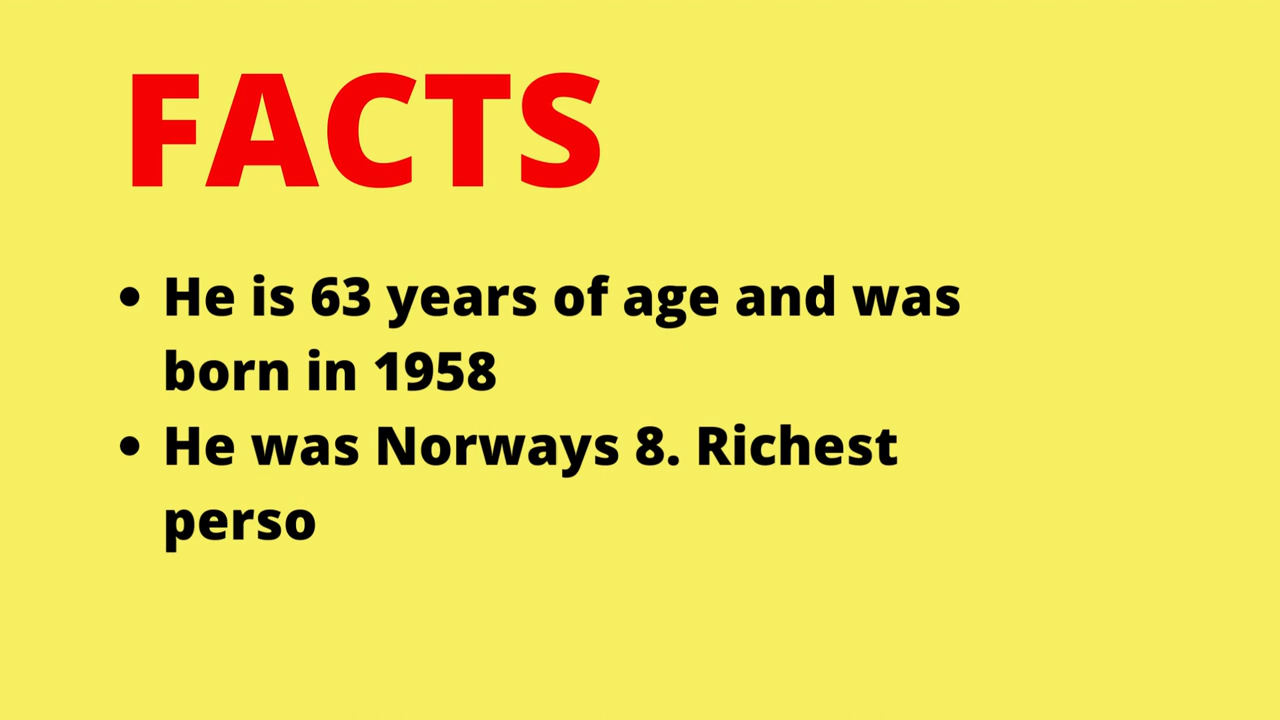 FACTS
• He is 63 years of age and was
born in 1958
• He was Norways 8. Richest
perso